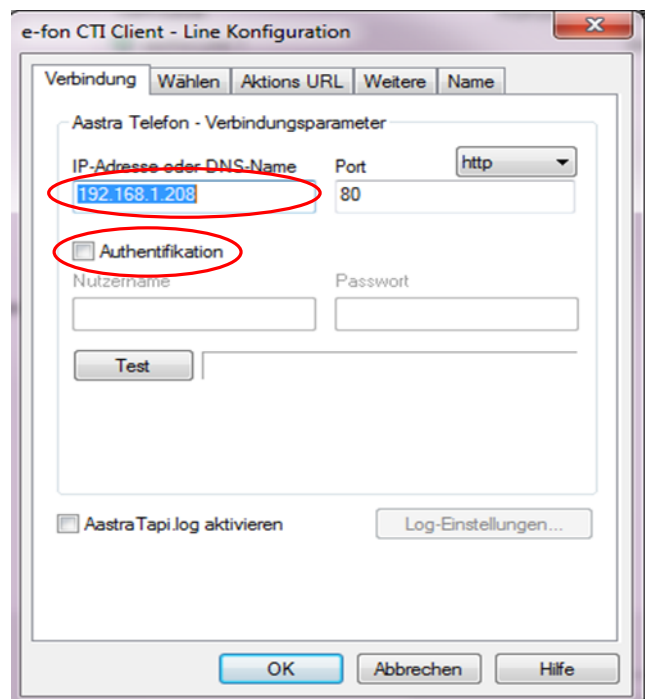 e-fon CTI Client - Line Konfiguration
Verbindung Wählen Aktions URL Weitere Name
Aastra Telefon - Verbindungsparameter
IP-Adresse oder DNS-Name Port http
192.168.1.208 80
Authentifikation
Nutzername Passwort
Test
AastraTapi.log aktivieren Log-Einstellungen...
OK Abbrechen Hilfe